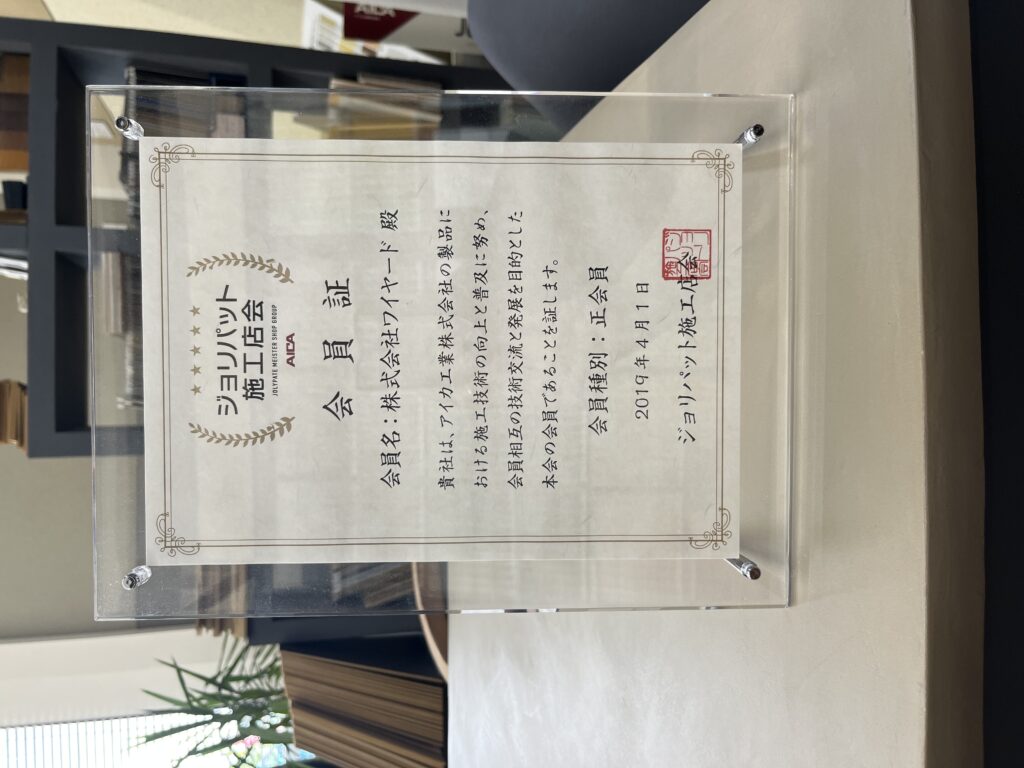 ★★★★★
ジョリパット
施工店会
JOLYPATE MEISTER SHOP GROUP
AICA
会員証
会員名：株式会社ワイヤード 殿
貴社は、アイカ工業株式会社の製品に
おける施工技術の向上と普及に努め、
会員相互の技術交流と発展を目的とした
本会の会員であることを証します。
会員種別：正会員
2019年4月1日
ジョリパット施工店会
AICA